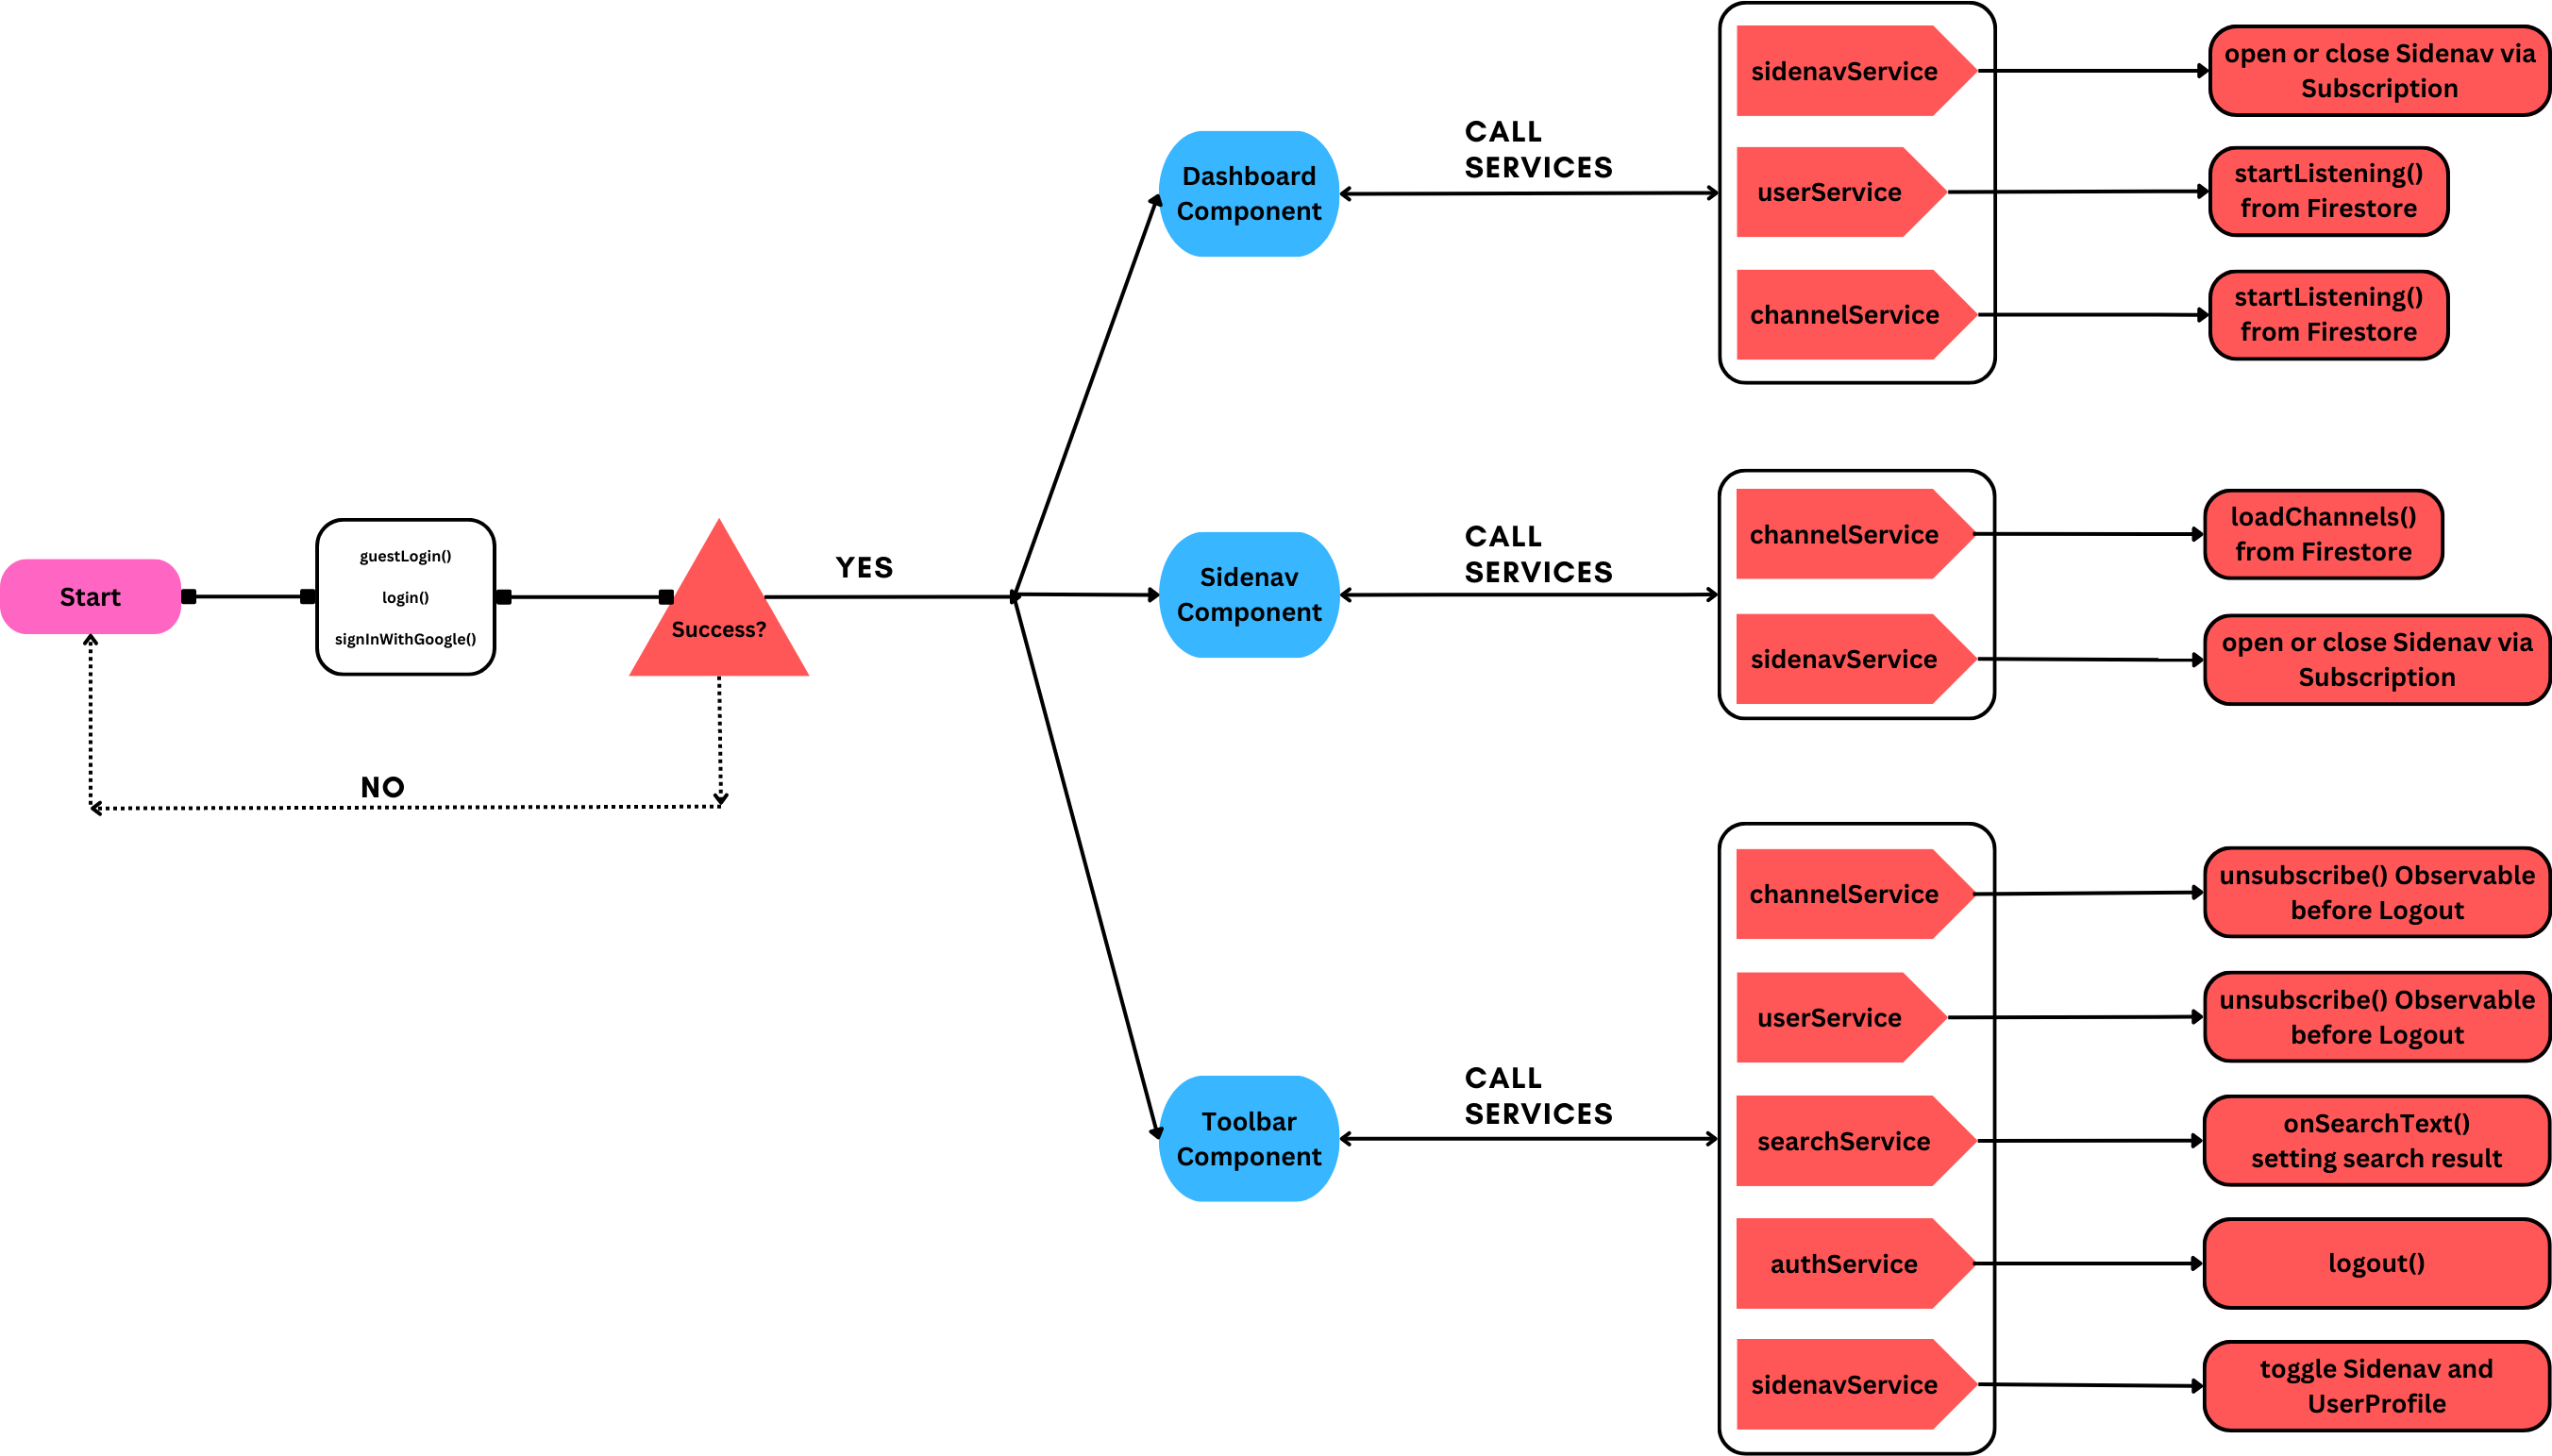 Start
guestLogin()
login()
signInWithGoogle()
Success?
YES
NO
Dashboard
Component
CALL
SERVICES
sidenavService
open or close Sidenav via
Subscription
userService
startListening()
from Firestore
channelService
startListening()
from Firestore
Sidenav
Component
CALL
SERVICES
channelService
loadChannels()
from Firestore
sidenavService
open or close Sidenav via
Subscription
Toolbar
Component
CALL
SERVICES
channelService
unsubscribe() Observable
before Logout
userService
unsubscribe() Observable
before Logout
searchService
onSearchText()
setting search result
authService
logout()
sidenavService
toggle Sidenav and
UserProfile